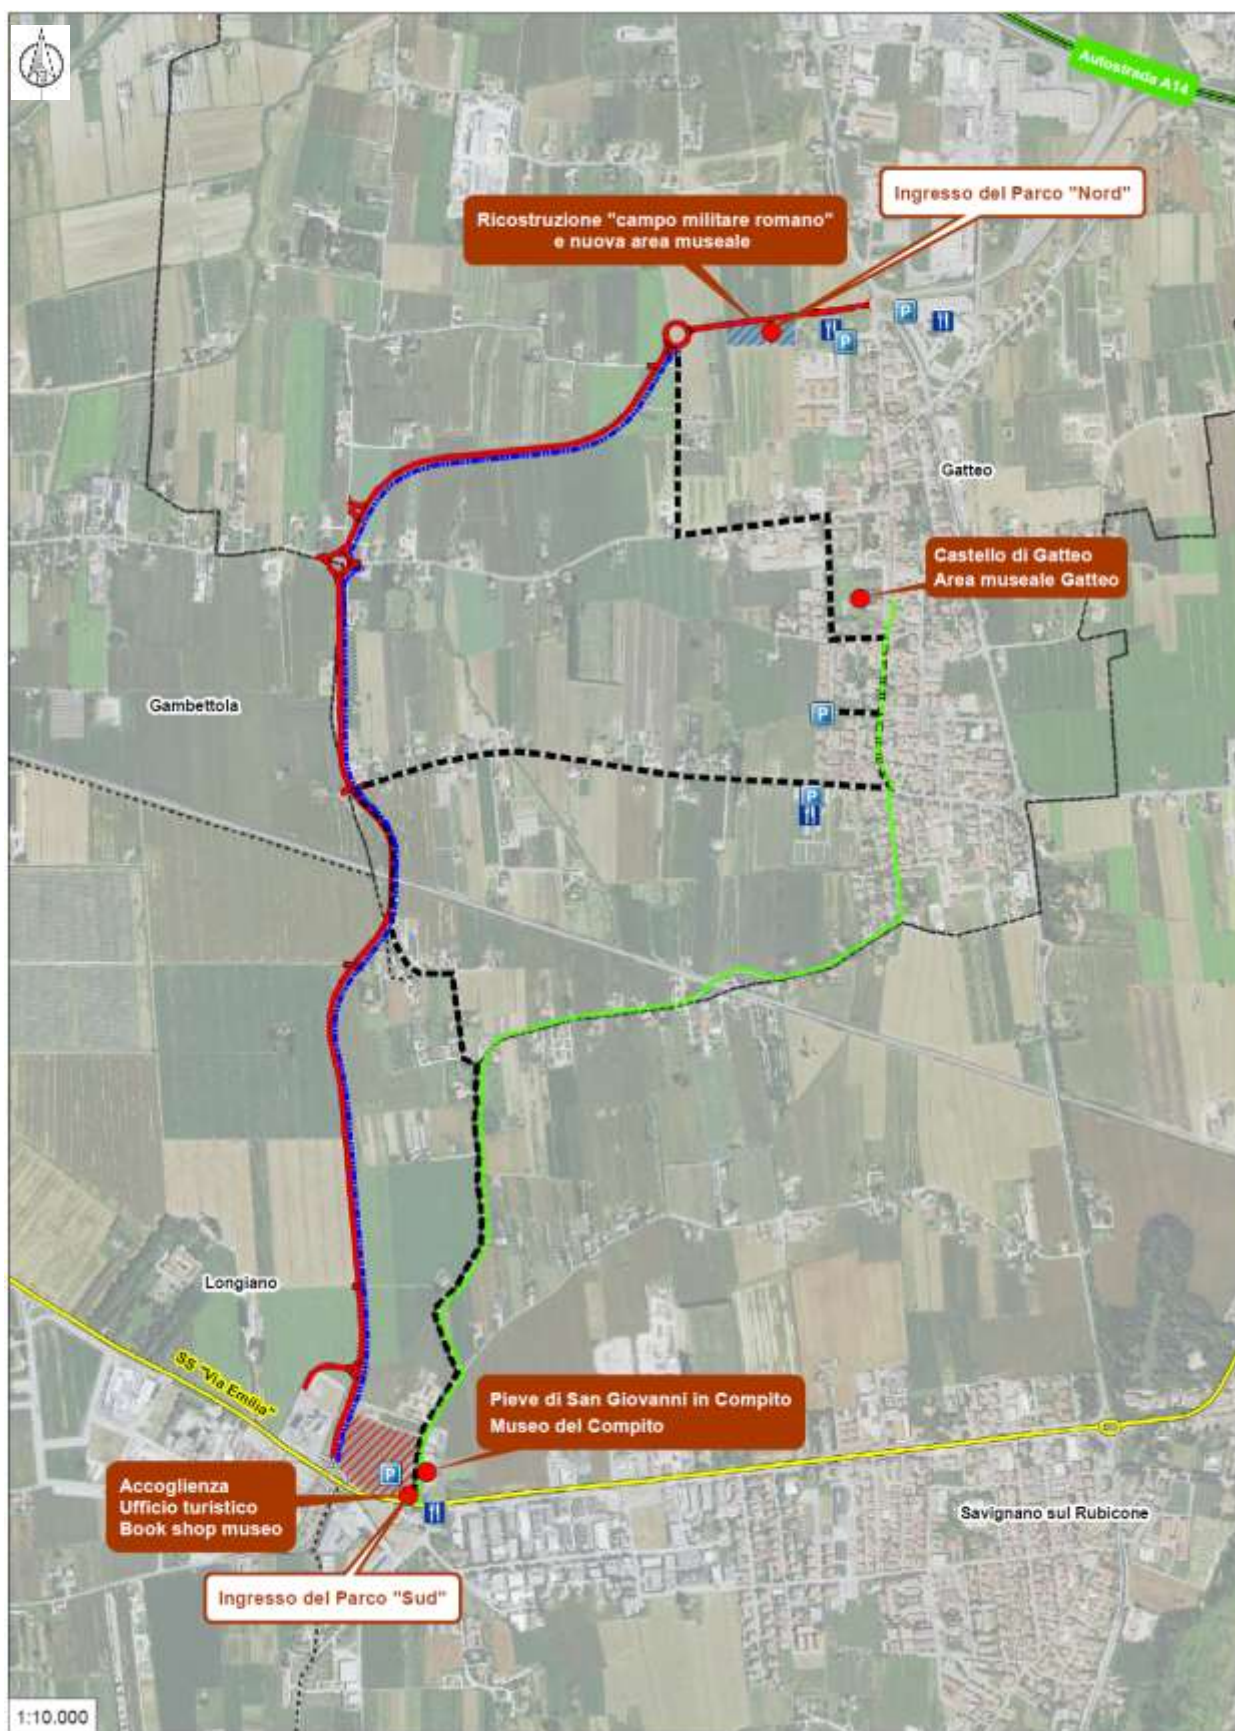 Autostrada A14
Ingresso del Parco "Nord"
Ricostruzione "campo militare romano"
e nuova area museale
P
P
Gatteo
Castello di Gatteo
Area museale Gatteo
Gambettola
P
P
Longiano
SS "Via Emilia"
Pieve di San Giovanni in Compito
Museo del Compito
P
Accoglienza
Ufficio turistico
Book shop museo
Savignano sul Rubicone
Ingresso del Parco "Sud"
1:10.000